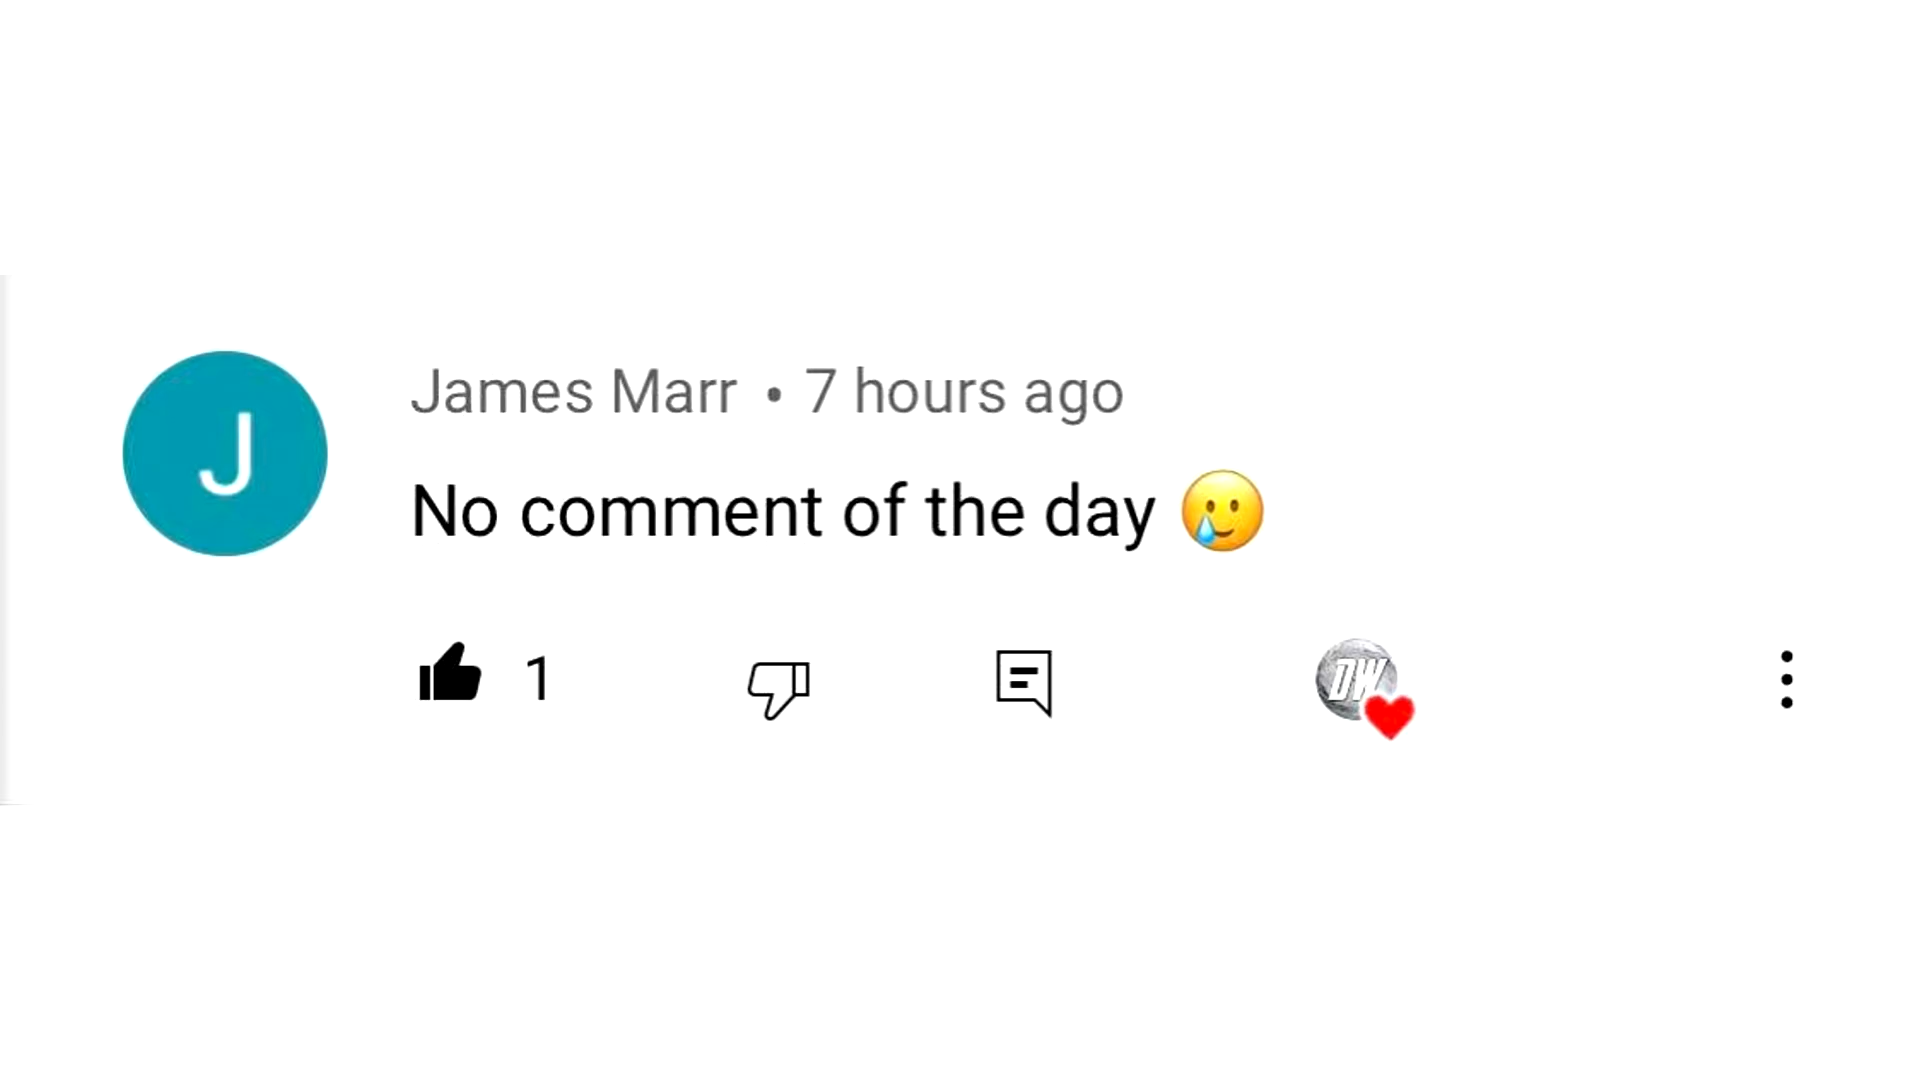 J
James Marr • 7 hours ago
No comment of the day 🥲
1
DW